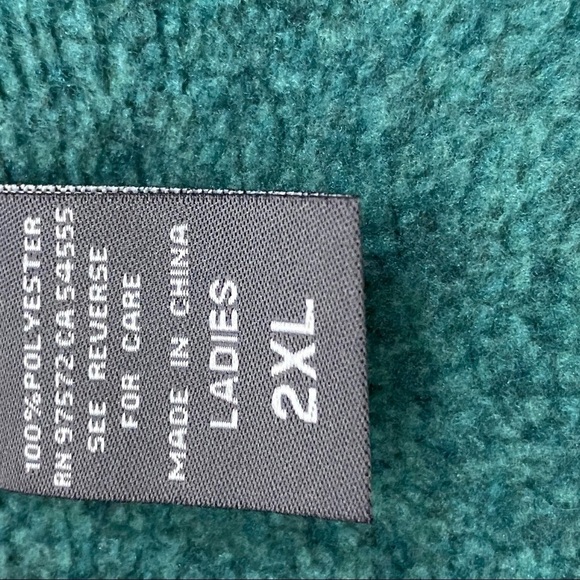 100% POLYESTER
RN 97572 CA 54555
SEE REVERSE
FOR CARE
MADE IN CHINA
LADIES
2XL